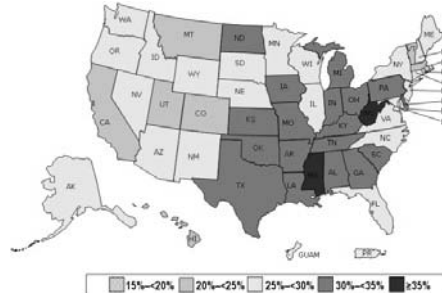 WA
MT
ND
MN
ME
OR
ID
SD
WI
MI
NY
VT
WY
IA
NE
PA
NV
UT
CO
IL
IN
OH
VA
CA
KS
MO
KY
NC
TN
AZ
NM
OK
AR
SC
AL
GA
TX
LA
AK
FL
HI
GUAM
PR
15%–<20%
20%–<25%
25%–<30%
30%–<35%
≥35%